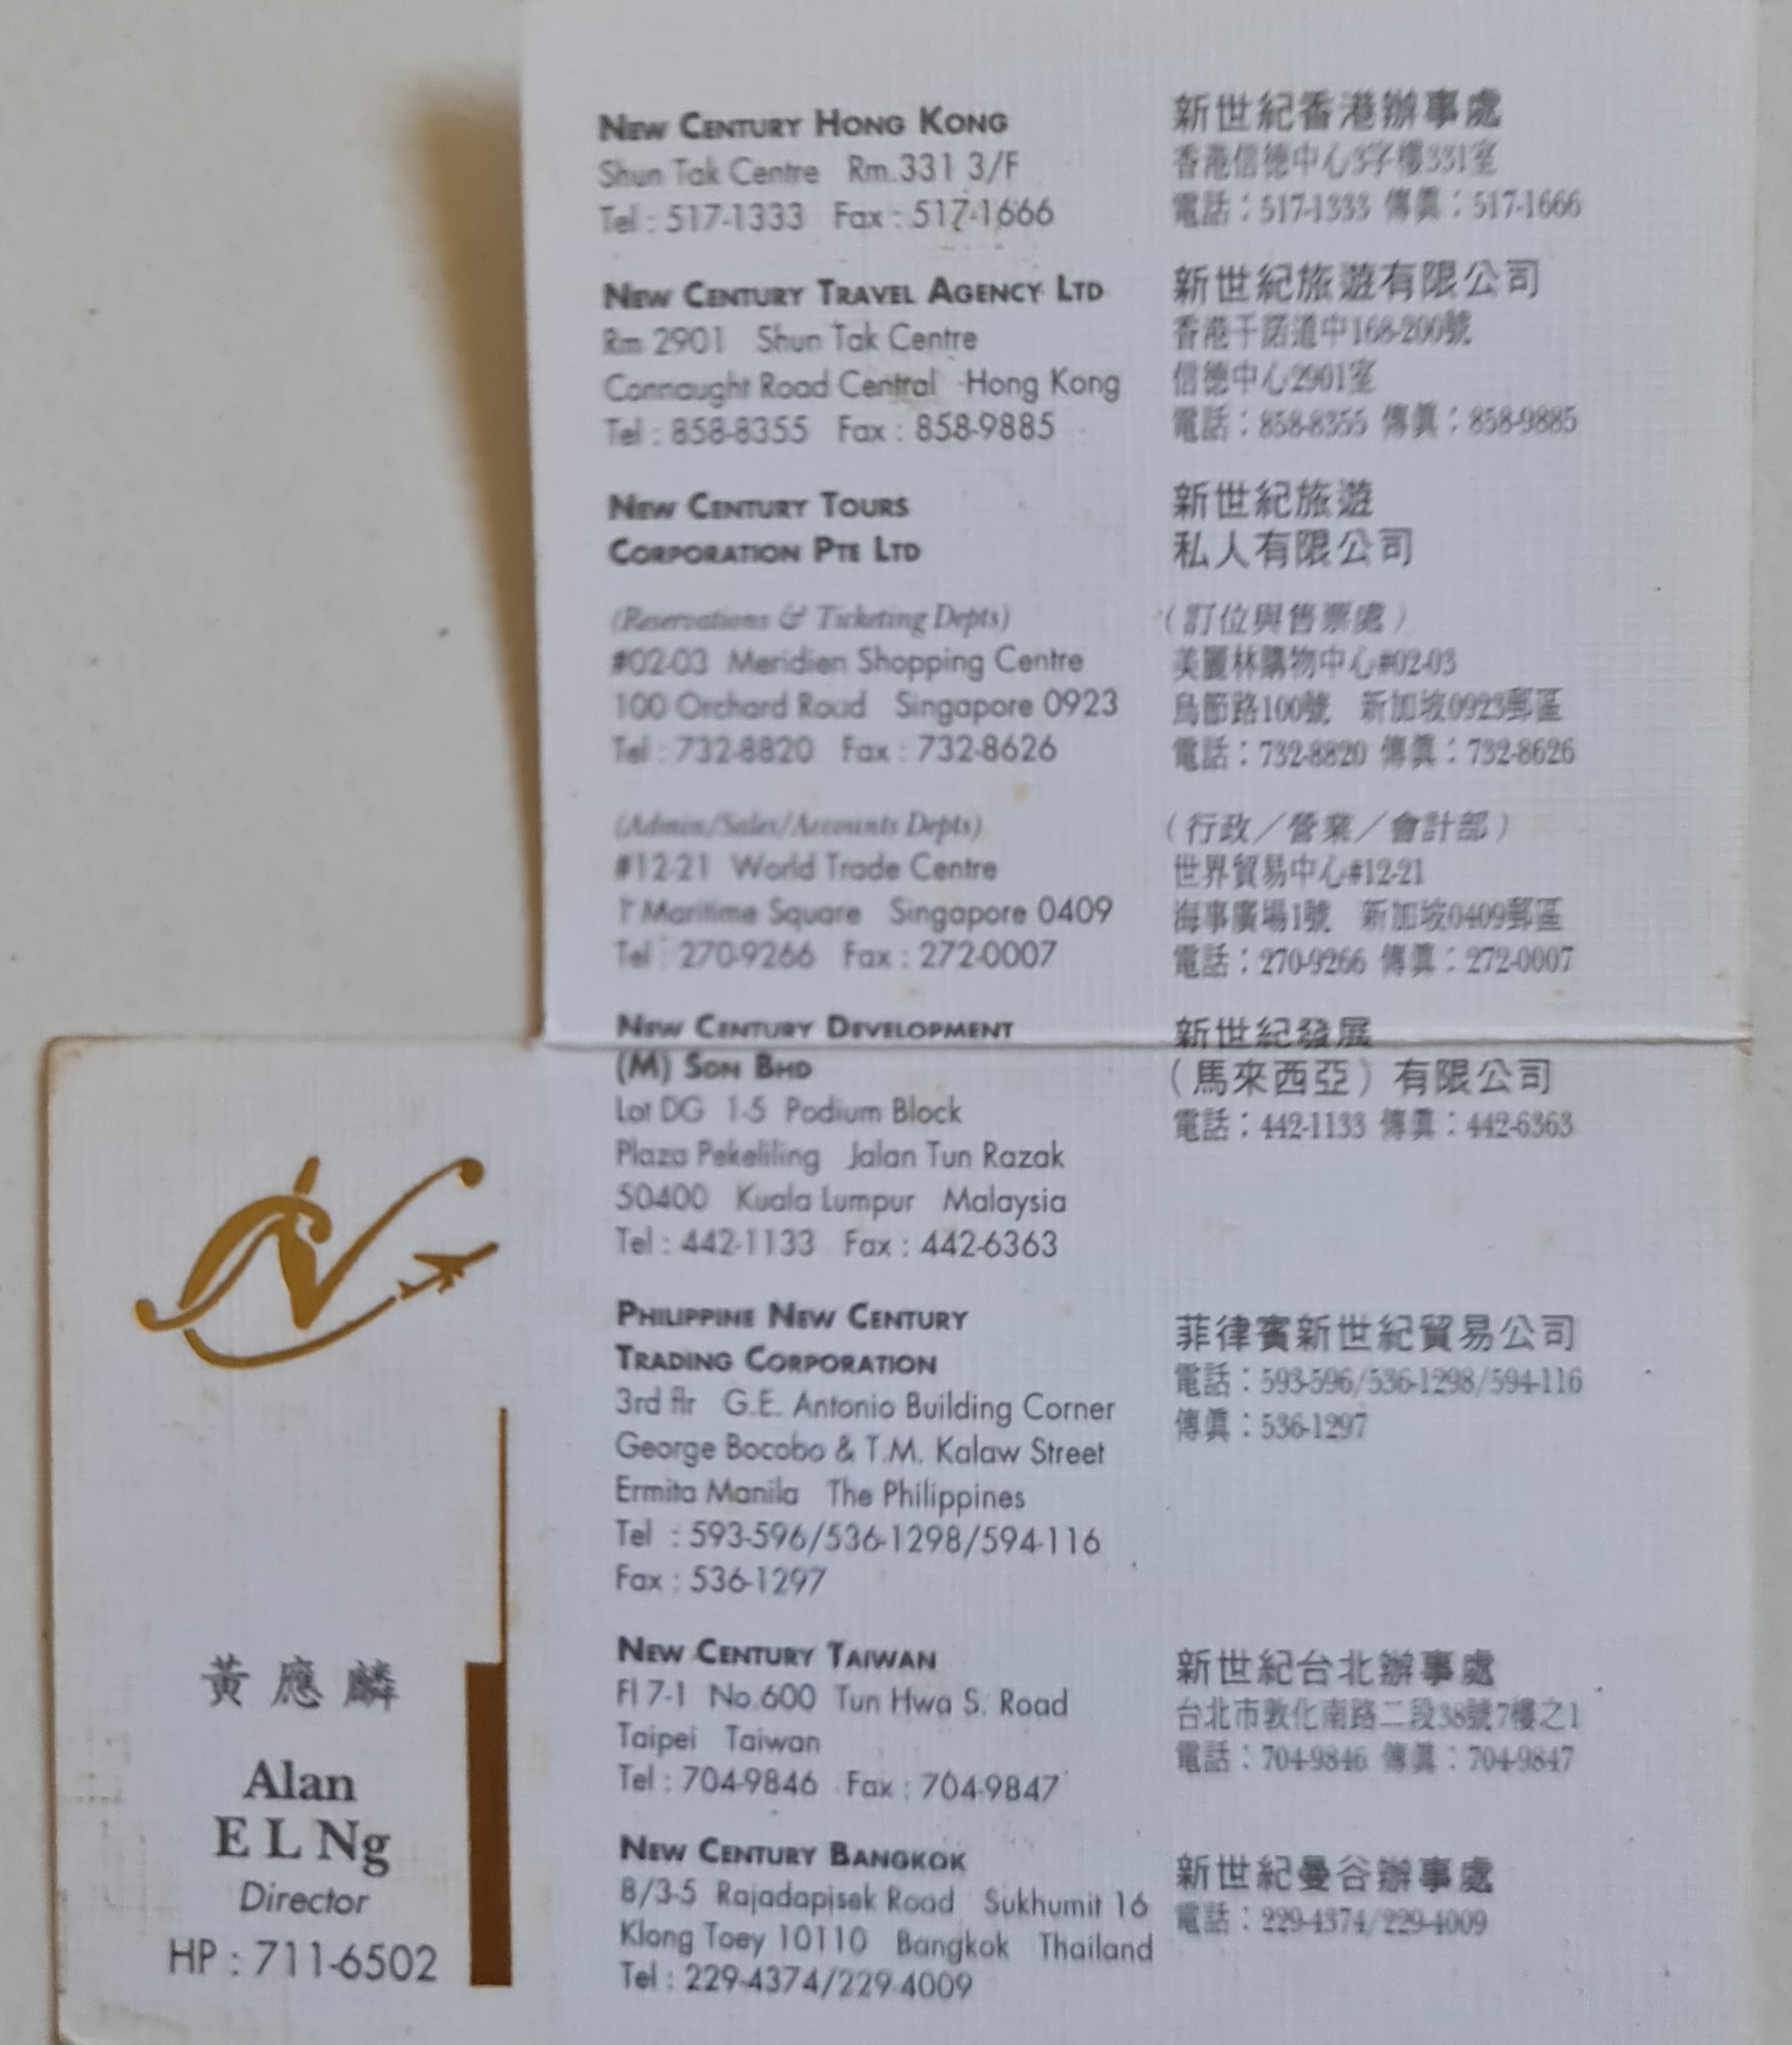 NEW CENTURY HONG KONG
Shun Tak Centre Rm.331 3/F
Tel : 517-1333 Fax : 517-1666
新世紀香港辦事處
香港信德中心3字樓331室
電話：517-1333 傳眞：517-1666
NEW CENTURY TRAVEL AGENCY LTD
Rm 2901 Shun Tak Centre
Connaught Road Central Hong Kong
Tel : 858-8355 Fax : 858-9885
新世紀旅遊有限公司
香港干諾道中168-200號
信德中心2901室
電話：858-8355 傳眞：858-9885
NEW CENTURY TOURS
CORPORATION PTE LTD
新世紀旅遊
私人有限公司
(Reservations & Ticketing Depts)
#02-03 Meridien Shopping Centre
100 Orchard Road Singapore 0923
Tel : 732-8820 Fax : 732-8626
（訂位與售票處）
美麗林購物中心#02-03
烏節路100號 新加坡0923郵區
電話：732-8820 傳眞：732-8626
(Admin/Sales/Accounts Depts)
#12-21 World Trade Centre
1 Maritime Square Singapore 0409
Tel : 270-9266 Fax : 272-0007
（行政／營業／會計部）
世界貿易中心#12-21
海事廣場1號 新加坡0409郵區
電話：270-9266 傳眞：272-0007
NEW CENTURY DEVELOPMENT
(M) SDN BHD
Lot DG 1-5 Podium Block
Plaza Pekeliling Jalan Tun Razak
50400 Kuala Lumpur Malaysia
Tel : 442-1133 Fax : 442-6363
新世紀發展
（馬來西亞）有限公司
電話：442-1133 傳眞：442-6363
PHILIPPINE NEW CENTURY
TRADING CORPORATION
3rd flr G.E. Antonio Building Corner
George Bocobo & T.M. Kalaw Street
Ermita Manila The Philippines
Tel : 593-596/536-1298/594-116
Fax : 536-1297
菲律賓新世紀貿易公司
電話：593-596/536-1298/594-116
傳眞：536-1297
NEW CENTURY TAIWAN
Fl 7-1 No.600 Tun Hwa S. Road
Taipei Taiwan
Tel : 704-9846 Fax : 704-9847
新世紀台北辦事處
台北市敦化南路二段38號7樓之1
電話：704-9846 傳眞：704-9847
NEW CENTURY BANGKOK
8/3-5 Rajadapisek Road Sukhumit 16
Klong Toey 10110 Bangkok Thailand
Tel : 229-4374/229-4009
新世紀曼谷辦事處
電話：229-4374/229-4009
黃應麟
Alan
E L Ng
Director
HP : 711-6502